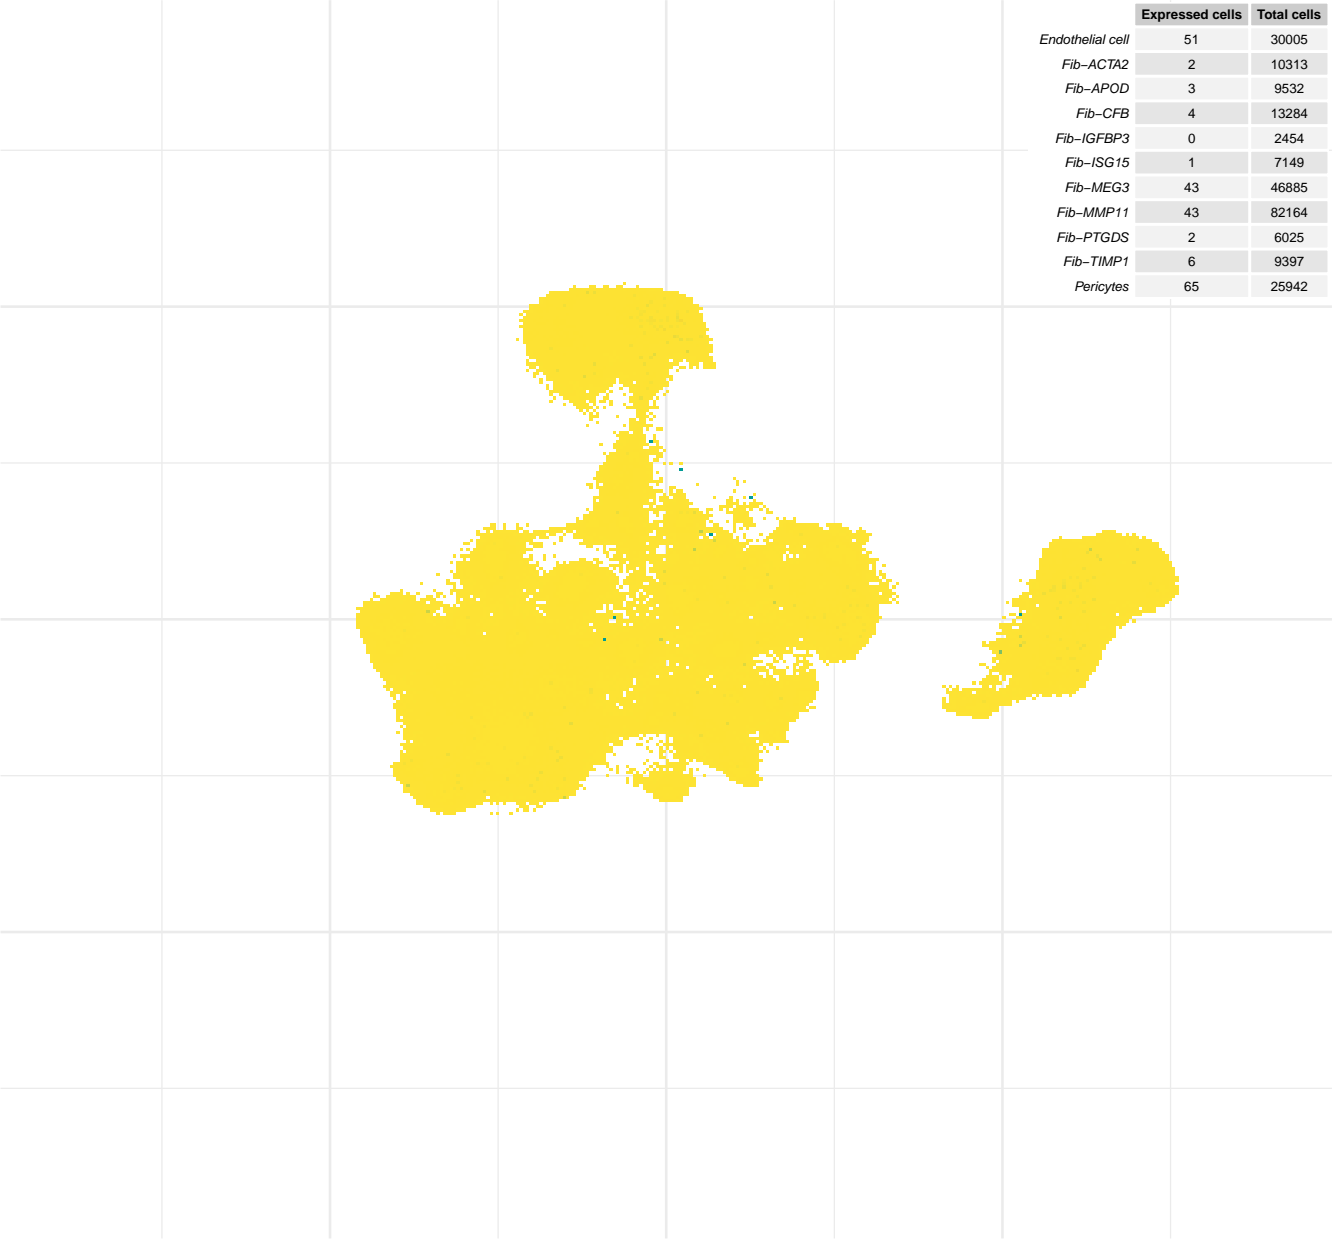 Expressed cells Total cells
Endothelial cell 51 30005
Fib−ACTA2 2 10313
Fib−APOD 3 9532
Fib−CFB 4 13284
Fib−IGFBP3 0 2454
Fib−ISG15 1 7149
Fib−MEG3 43 46885
Fib−MMP11 43 82164
Fib−PTGDS 2 6025
Fib−TIMP1 6 9397
Pericytes 65 25942